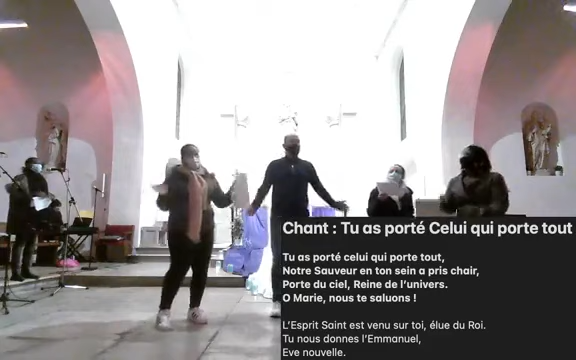 Chant : Tu as porté Celui qui porte tout
Tu as porté celui qui porte tout,
Notre Sauveur en ton sein a pris chair,
Porte du ciel, Reine de l'univers.
O Marie, nous te saluons !
L'Esprit Saint est venu sur toi, élue du Roi.
Tu nous donnes l'Emmanuel,
Eve nouvelle.